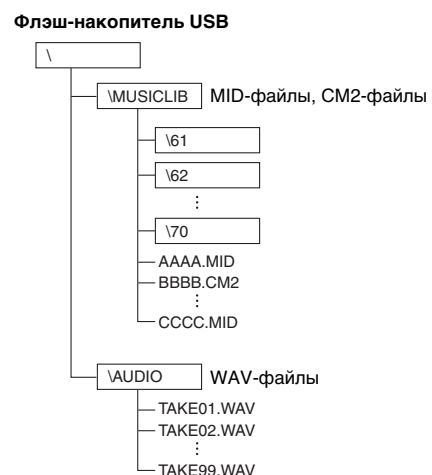 Флэш-накопитель USB
\
\MUSICLIB MID-файлы, CM2-файлы
\61
\62
⋮
\70
AAAA.MID
BBBB.CM2
⋮
CCCC.MID
\AUDIO WAV-файлы
TAKE01.WAV
TAKE02.WAV
⋮
TAKE99.WAV